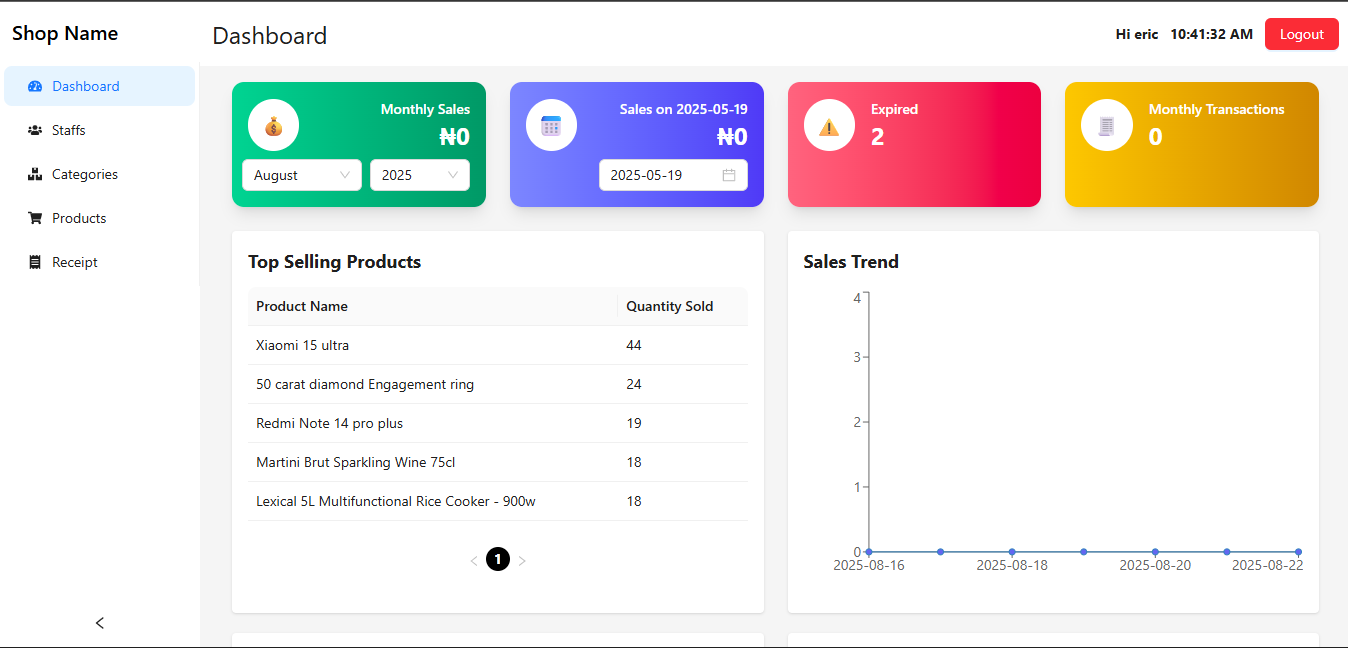 Shop Name
Dashboard
Hi eric 10:41:32 AM Logout
Dashboard
Staffs
Categories
Products
Receipt
Monthly Sales
₦0
August 2025
Sales on 2025-05-19
₦0
2025-05-19
Expired
2
Monthly Transactions
0
Top Selling Products
Product Name Quantity Sold
Xiaomi 15 ultra 44
50 carat diamond Engagement ring 24
Redmi Note 14 pro plus 19
Martini Brut Sparkling Wine 75cl 18
Lexical 5L Multifunctional Rice Cooker - 900w 18
< 1 >
Sales Trend
4
3
2
1
0
2025-08-16 2025-08-18 2025-08-20 2025-08-22